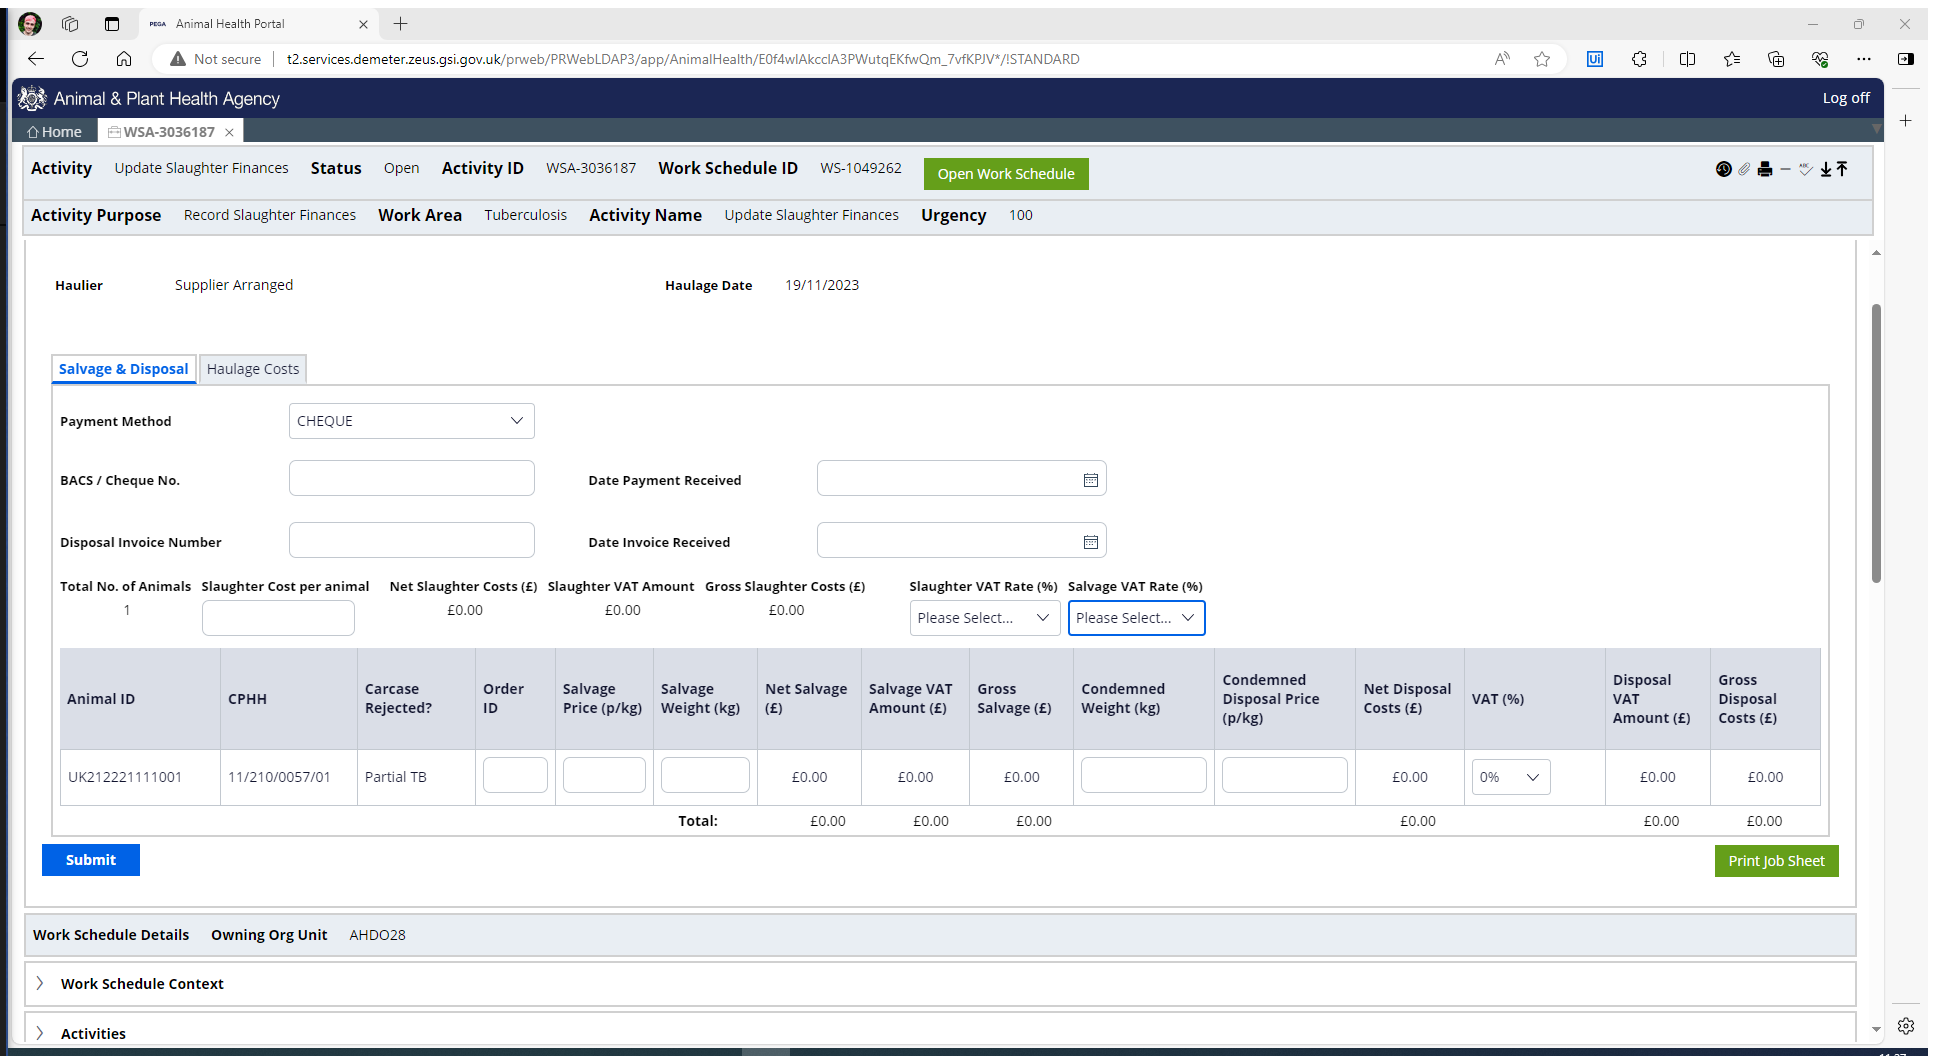 PEGA Animal Health Portal
Not secure t2.services.demeter.zeus.gsi.gov.uk/prweb/PRWebLDAP3/app/AnimalHealth/E0f4wIAkccIA3PWutqEKfwQm_7vfKPJV*/!STANDARD
Animal & Plant Health Agency Log off
Home WSA-3036187
Activity Update Slaughter Finances Status Open Activity ID WSA-3036187 Work Schedule ID WS-1049262 Open Work Schedule
Activity Purpose Record Slaughter Finances Work Area Tuberculosis Activity Name Update Slaughter Finances Urgency 100
Haulier Supplier Arranged Haulage Date 19/11/2023
Salvage & Disposal Haulage Costs
Payment Method CHEQUE
BACS / Cheque No. Date Payment Received
Disposal Invoice Number Date Invoice Received
Total No. of Animals Slaughter Cost per animal Net Slaughter Costs (£) Slaughter VAT Amount Gross Slaughter Costs (£) Slaughter VAT Rate (%) Salvage VAT Rate (%)
1 £0.00 £0.00 £0.00 Please Select... Please Select...
Animal ID CPHH Carcase Rejected? Order ID Salvage Price (p/kg) Salvage Weight (kg) Net Salvage (£) Salvage VAT Amount (£) Gross Salvage (£) Condemned Weight (kg) Condemned Disposal Price (p/kg) Net Disposal Costs (£) VAT (%) Disposal VAT Amount (£) Gross Disposal Costs (£)
UK212221111001 11/210/0057/01 Partial TB £0.00 £0.00 £0.00 £0.00 0% £0.00 £0.00
Total: £0.00 £0.00 £0.00 £0.00 £0.00 £0.00
Submit Print Job Sheet
Work Schedule Details Owning Org Unit AHDO28
Work Schedule Context
Activities